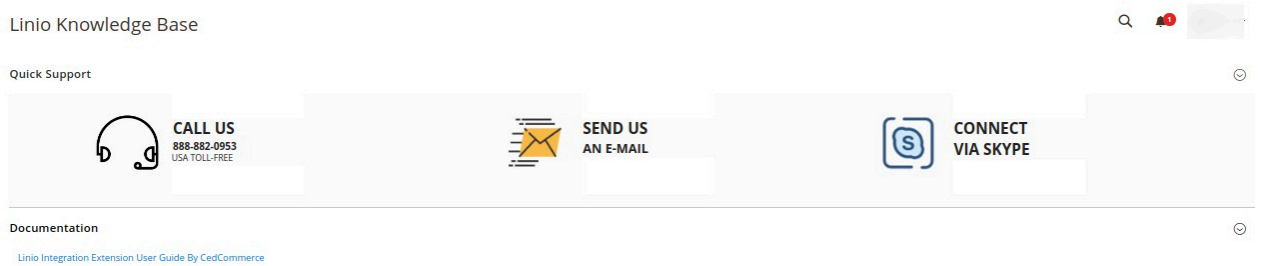 Linio Knowledge Base
1
Quick Support
CALL US
888-882-0953
USA TOLL-FREE
SEND US
AN E-MAIL
S
CONNECT
VIA SKYPE
Documentation
Linio Integration Extension User Guide By CedCommerce